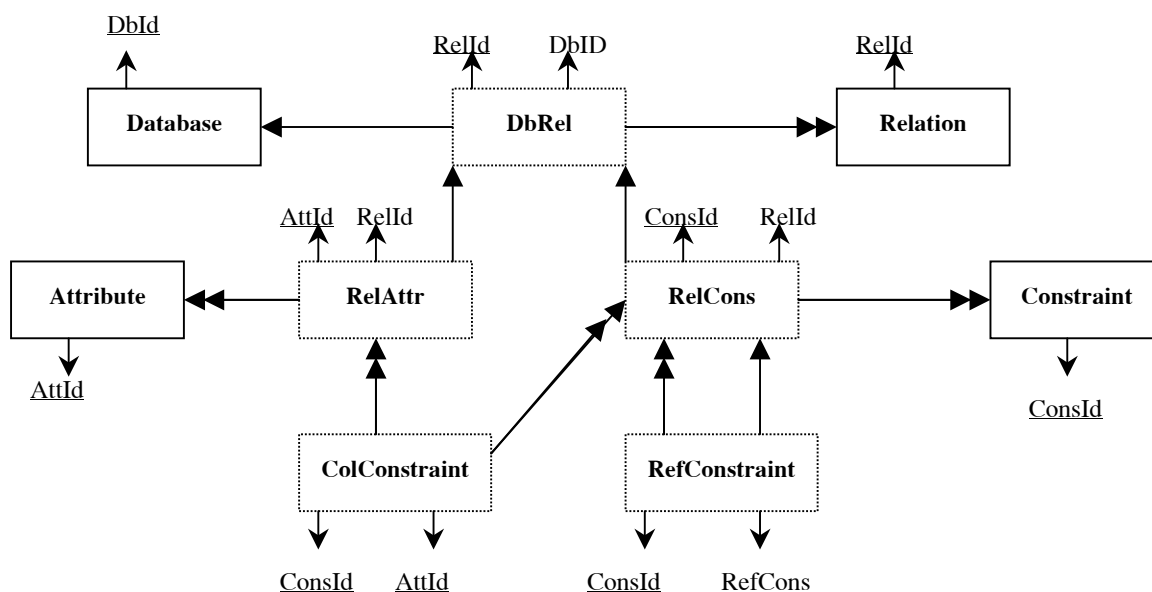 DbId
RelId DbID RelId
Database DbRel Relation
AttId RelId ConsId RelId
Attribute RelAttr RelCons Constraint
AttId
ConsId
ColConstraint RefConstraint
ConsId AttId ConsId RefCons